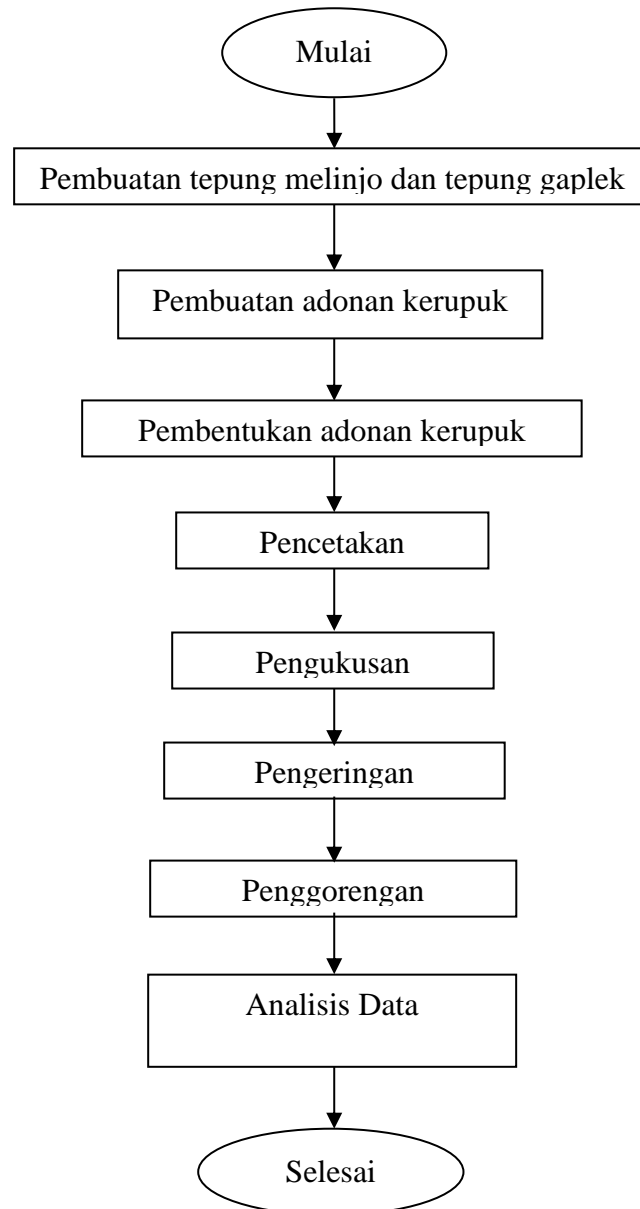 Mulai
Pembuatan tepung melinjo dan tepung gaplek
Pembuatan adonan kerupuk
Pembentukan adonan kerupuk
Pencetakan
Pengukusan
Pengeringan
Penggorengan
Analisis Data
Selesai